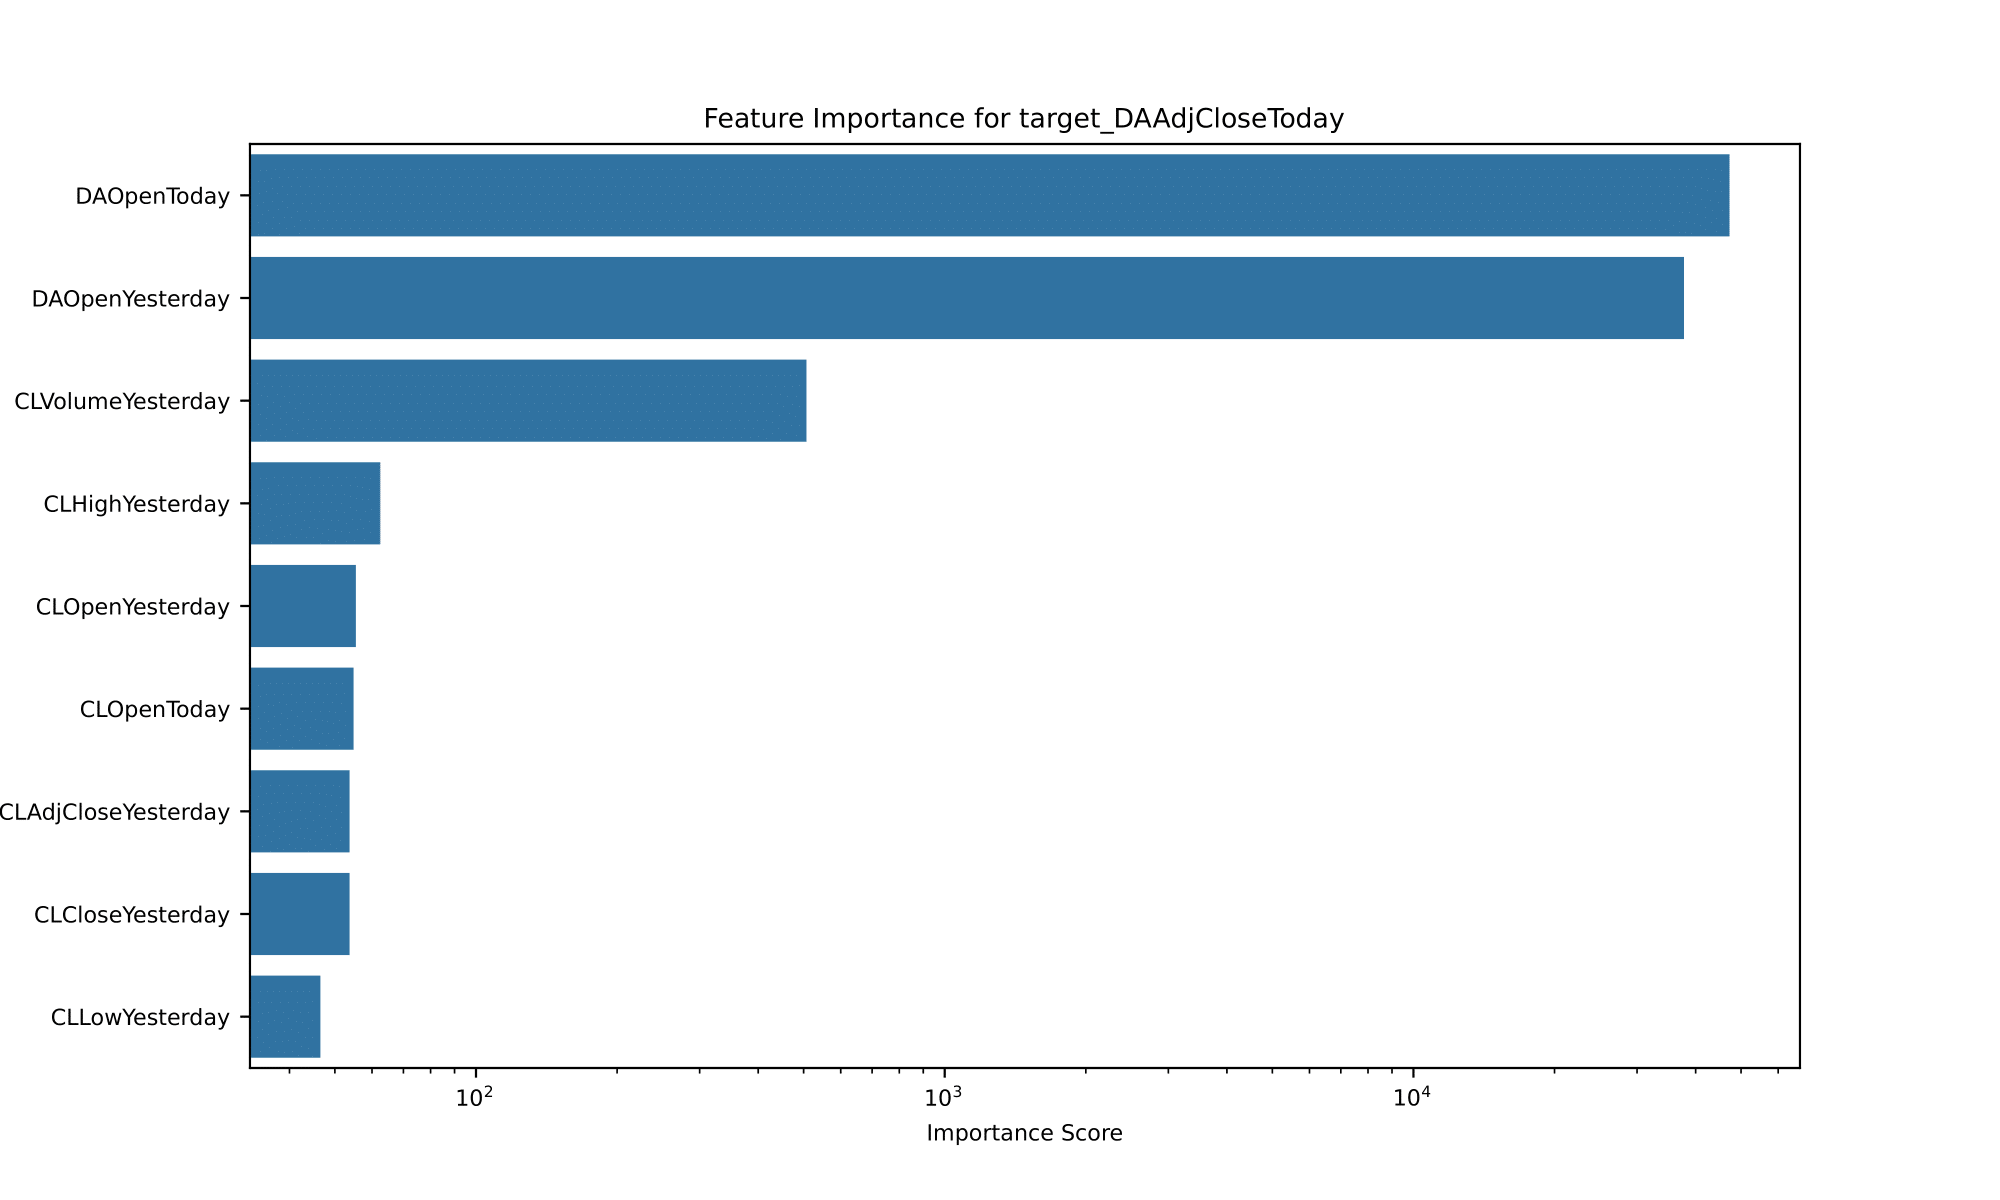 Feature Importance for target_DAAdjCloseToday
DAOpenToday
DAOpenYesterday
CLVolumeYesterday
CLHighYesterday
CLOpenYesterday
CLOpenToday
CLAdjCloseYesterday
CLCloseYesterday
CLLowYesterday
10² 10³ 10⁴
Importance Score